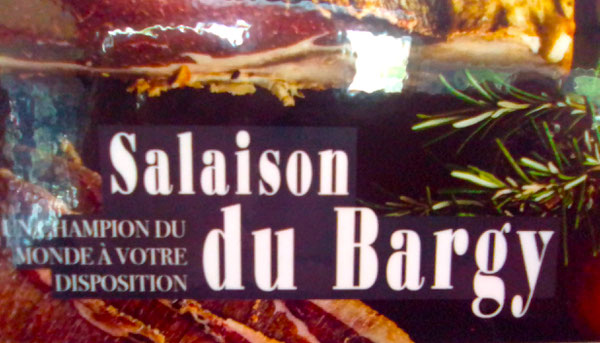 Salaison
du Bargy
UN CHAMPION DU
MONDE À VOTRE
DISPOSITION